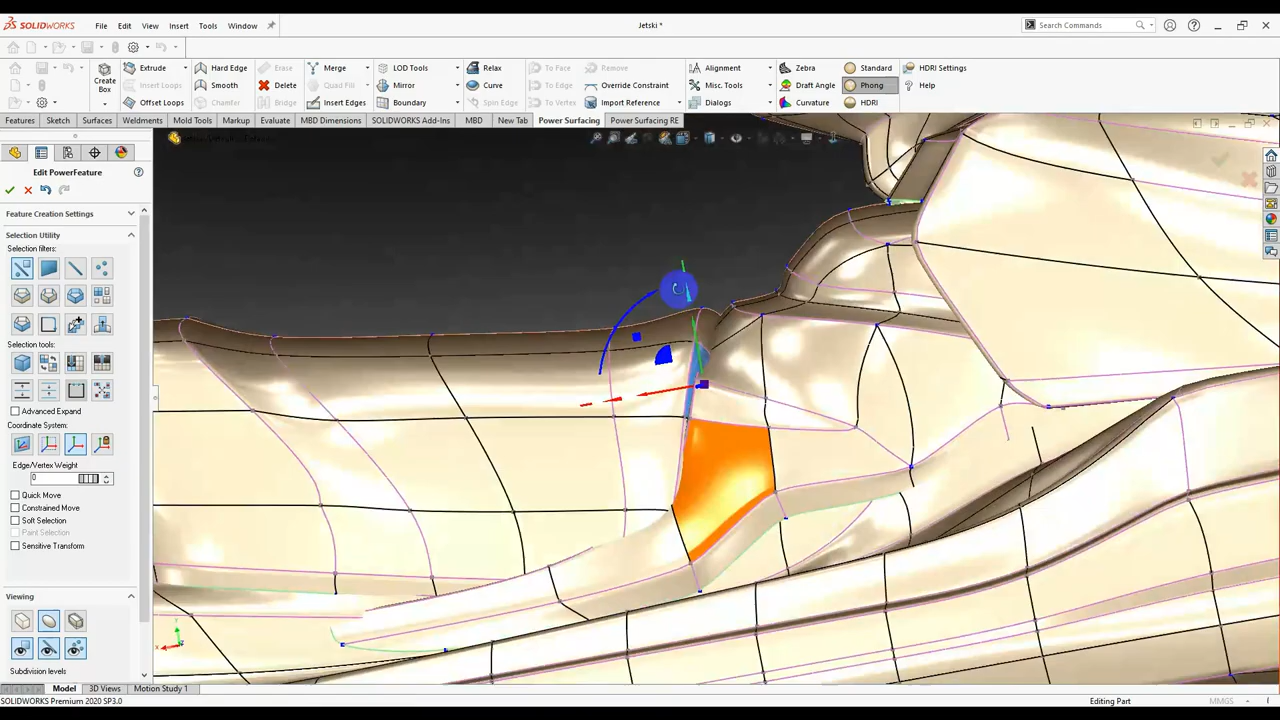 SOLIDWORKS File Edit View Insert Tools Window Jetski * Search Commands
Create Box Extrude Hard Edge Erase Merge LOD Tools Relax To Face Remove Alignment Zebra Standard HDRI Settings
Insert Loops Smooth Delete Quad Fill Mirror Curve To Edge Override Constraint Misc. Tools Draft Angle Phong Help
Offset Loops Chamfer Bridge Insert Edges Boundary Spin Edge To Vertex Import Reference Dialogs Curvature HDRI
Features Sketch Surfaces Weldments Mold Tools Markup Evaluate MBD Dimensions SOLIDWORKS Add-Ins MBD New Tab Power Surfacing Power Surfacing RE
Edit PowerFeature
Feature Creation Settings
Selection Utility
Selection filters:
Selection tools:
Advanced Expand
Coordinate System:
Edge/Vertex Weight
0
Quick Move
Constrained Move
Soft Selection
Paint Selection
Sensitive Transform
Viewing
Subdivision levels
Y
X
Model 3D Views Motion Study 1
SOLIDWORKS Premium 2020 SP3.0 Editing Part MMGS